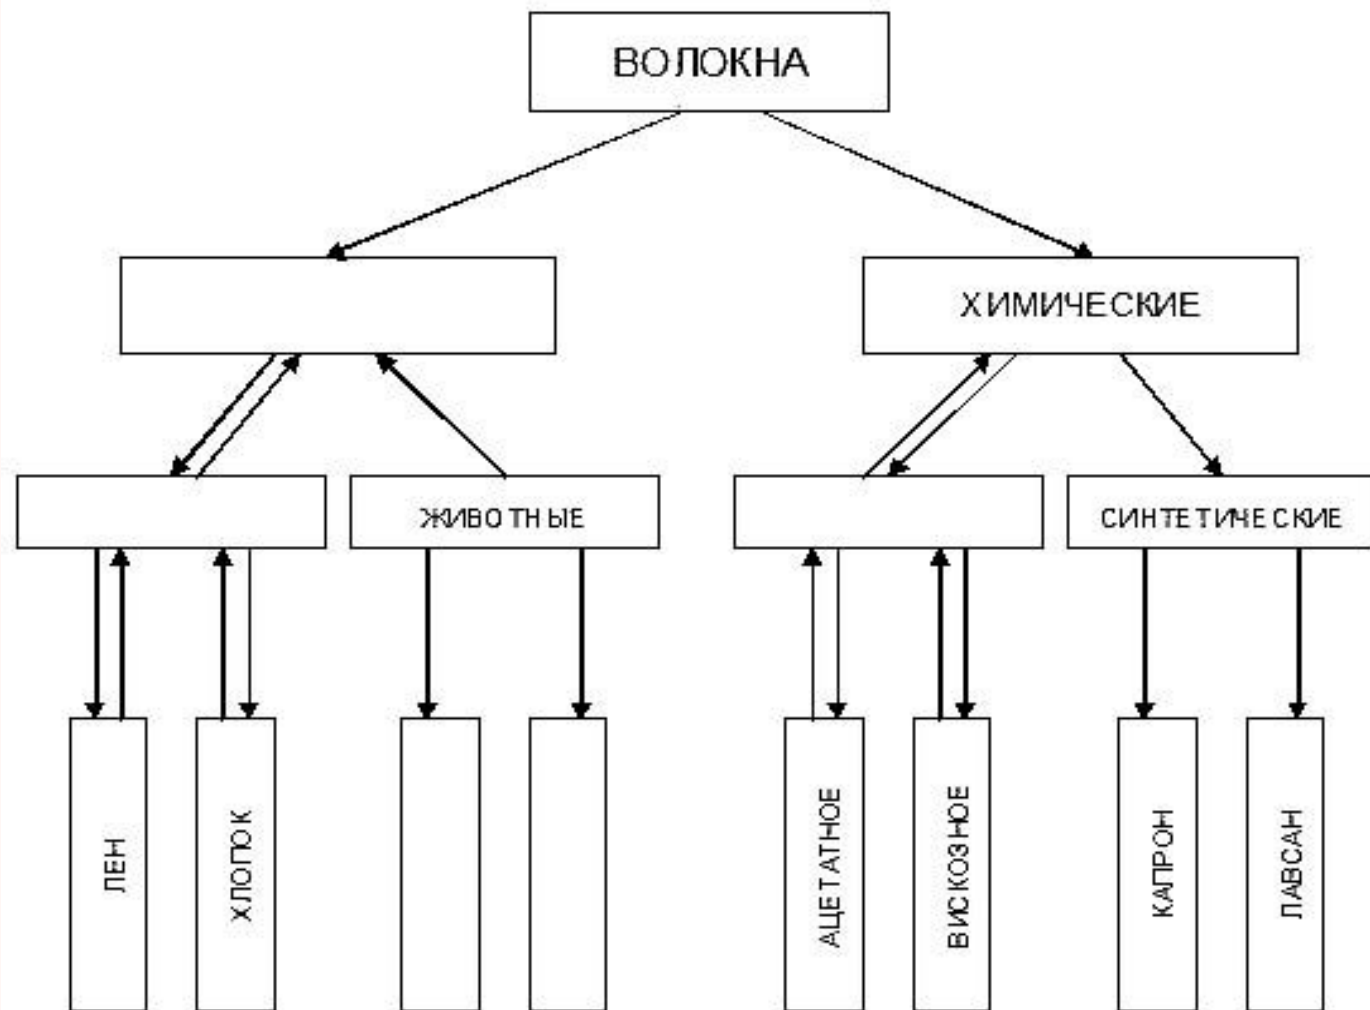 ВОЛОКНА
ХИМИЧЕСКИЕ
ЖИВОТНЫЕ
СИНТЕТИЧЕСКИЕ
ЛЕН
ХЛОПОК
АЦЕТАТНОЕ
ВИСКОЗНОЕ
КАПРОН
ЛАВСАН